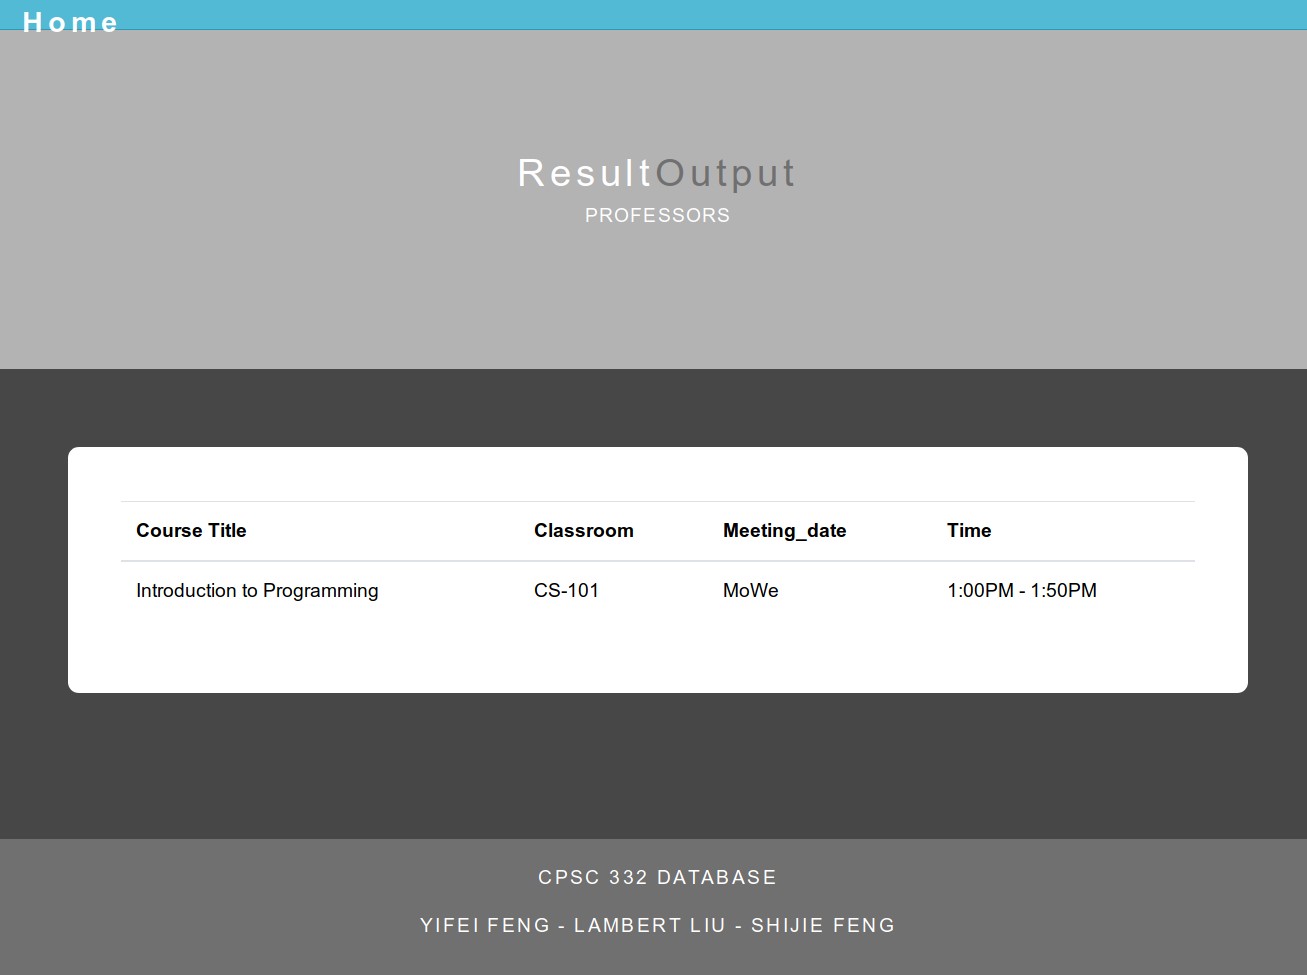 Home
ResultOutput
PROFESSORS
Course Title Classroom Meeting_date Time
Introduction to Programming CS-101 MoWe 1:00PM - 1:50PM
CPSC 332 DATABASE
YIFEI FENG - LAMBERT LIU - SHIJIE FENG